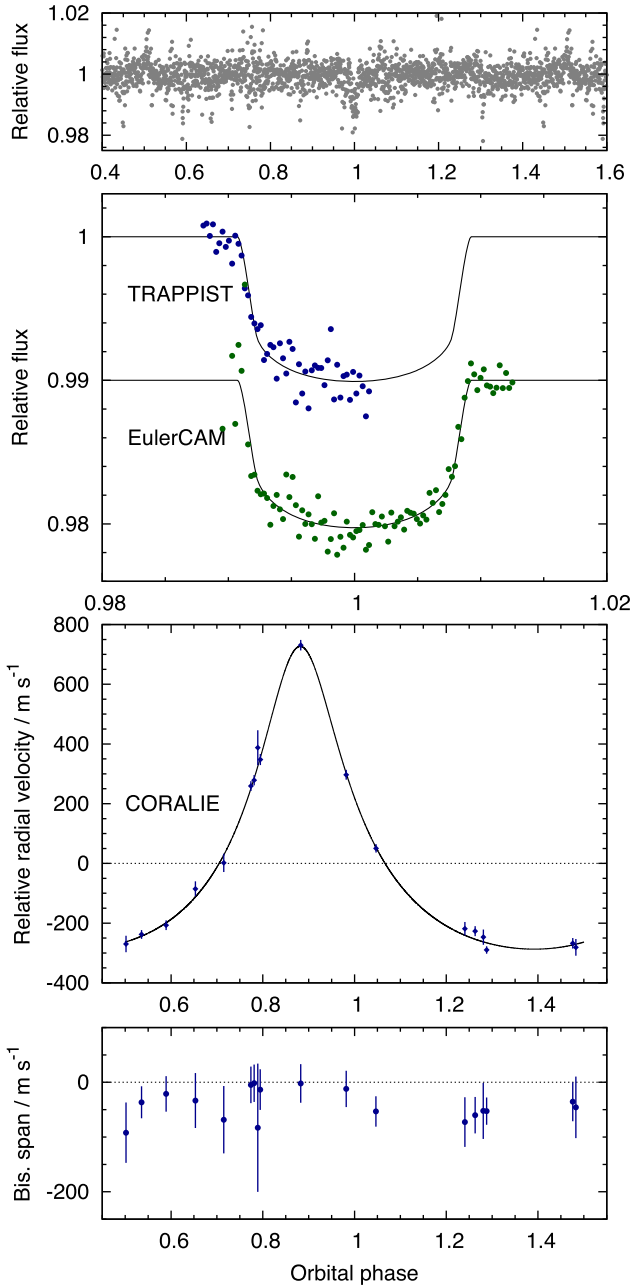 1.02
1
0.98
Relative flux
0.4 0.6 0.8 1 1.2 1.4 1.6
1
TRAPPIST
0.99
Relative flux
EulerCAM
0.98
0.98 1 1.02
800
600
400
200
0
-200
-400
Relative radial velocity / m s⁻¹
CORALIE
0.6 0.8 1 1.2 1.4
0
-200
Bis. span / m s⁻¹
0.6 0.8 1 1.2 1.4
Orbital phase